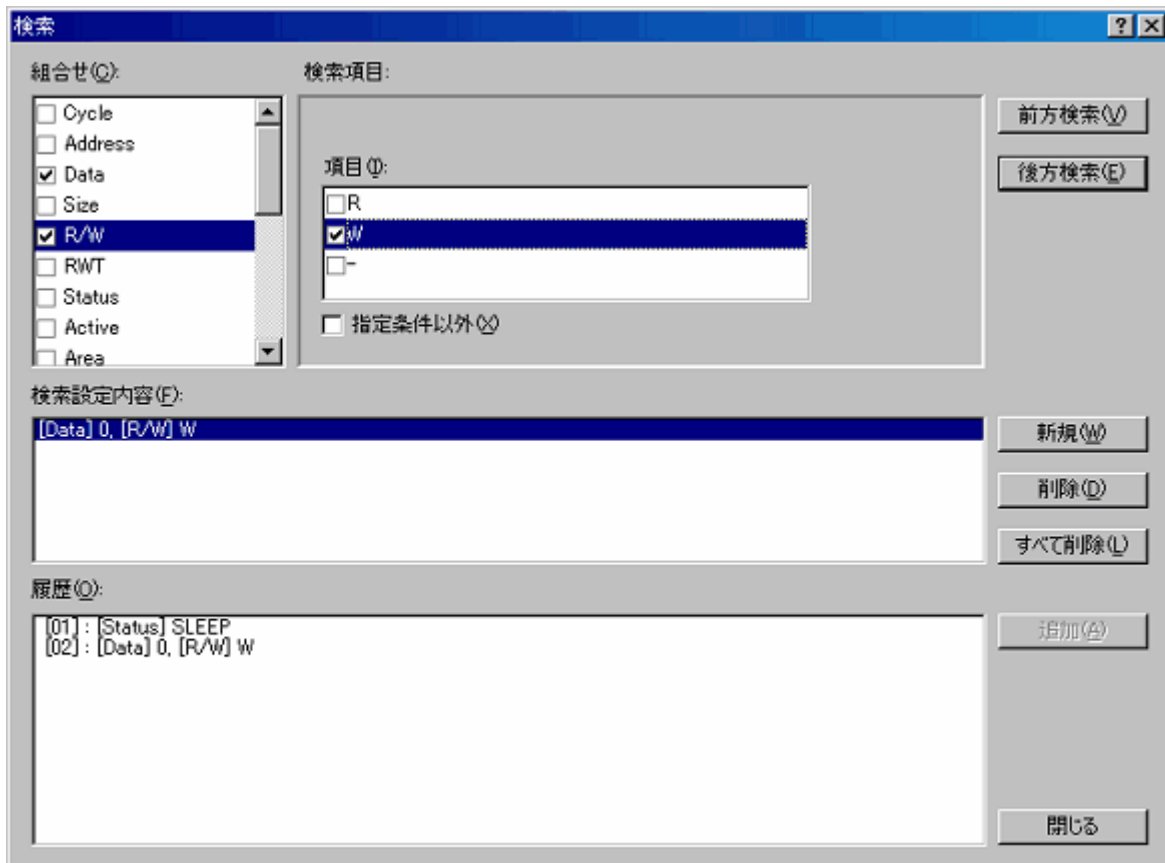 検索
組合せ(C):
Cycle
Address
Data
Size
R/W
RWT
Status
Active
Area
検索項目:
項目(I):
R
W
-
指定条件以外(X)
前方検索(V)
後方検索(E)
検索設定内容(F):
[Data] 0, [R/W] W
新規(W)
削除(D)
すべて削除(L)
履歴(O):
[01] : [Status] SLEEP
[02] : [Data] 0, [R/W] W
追加(A)
閉じる